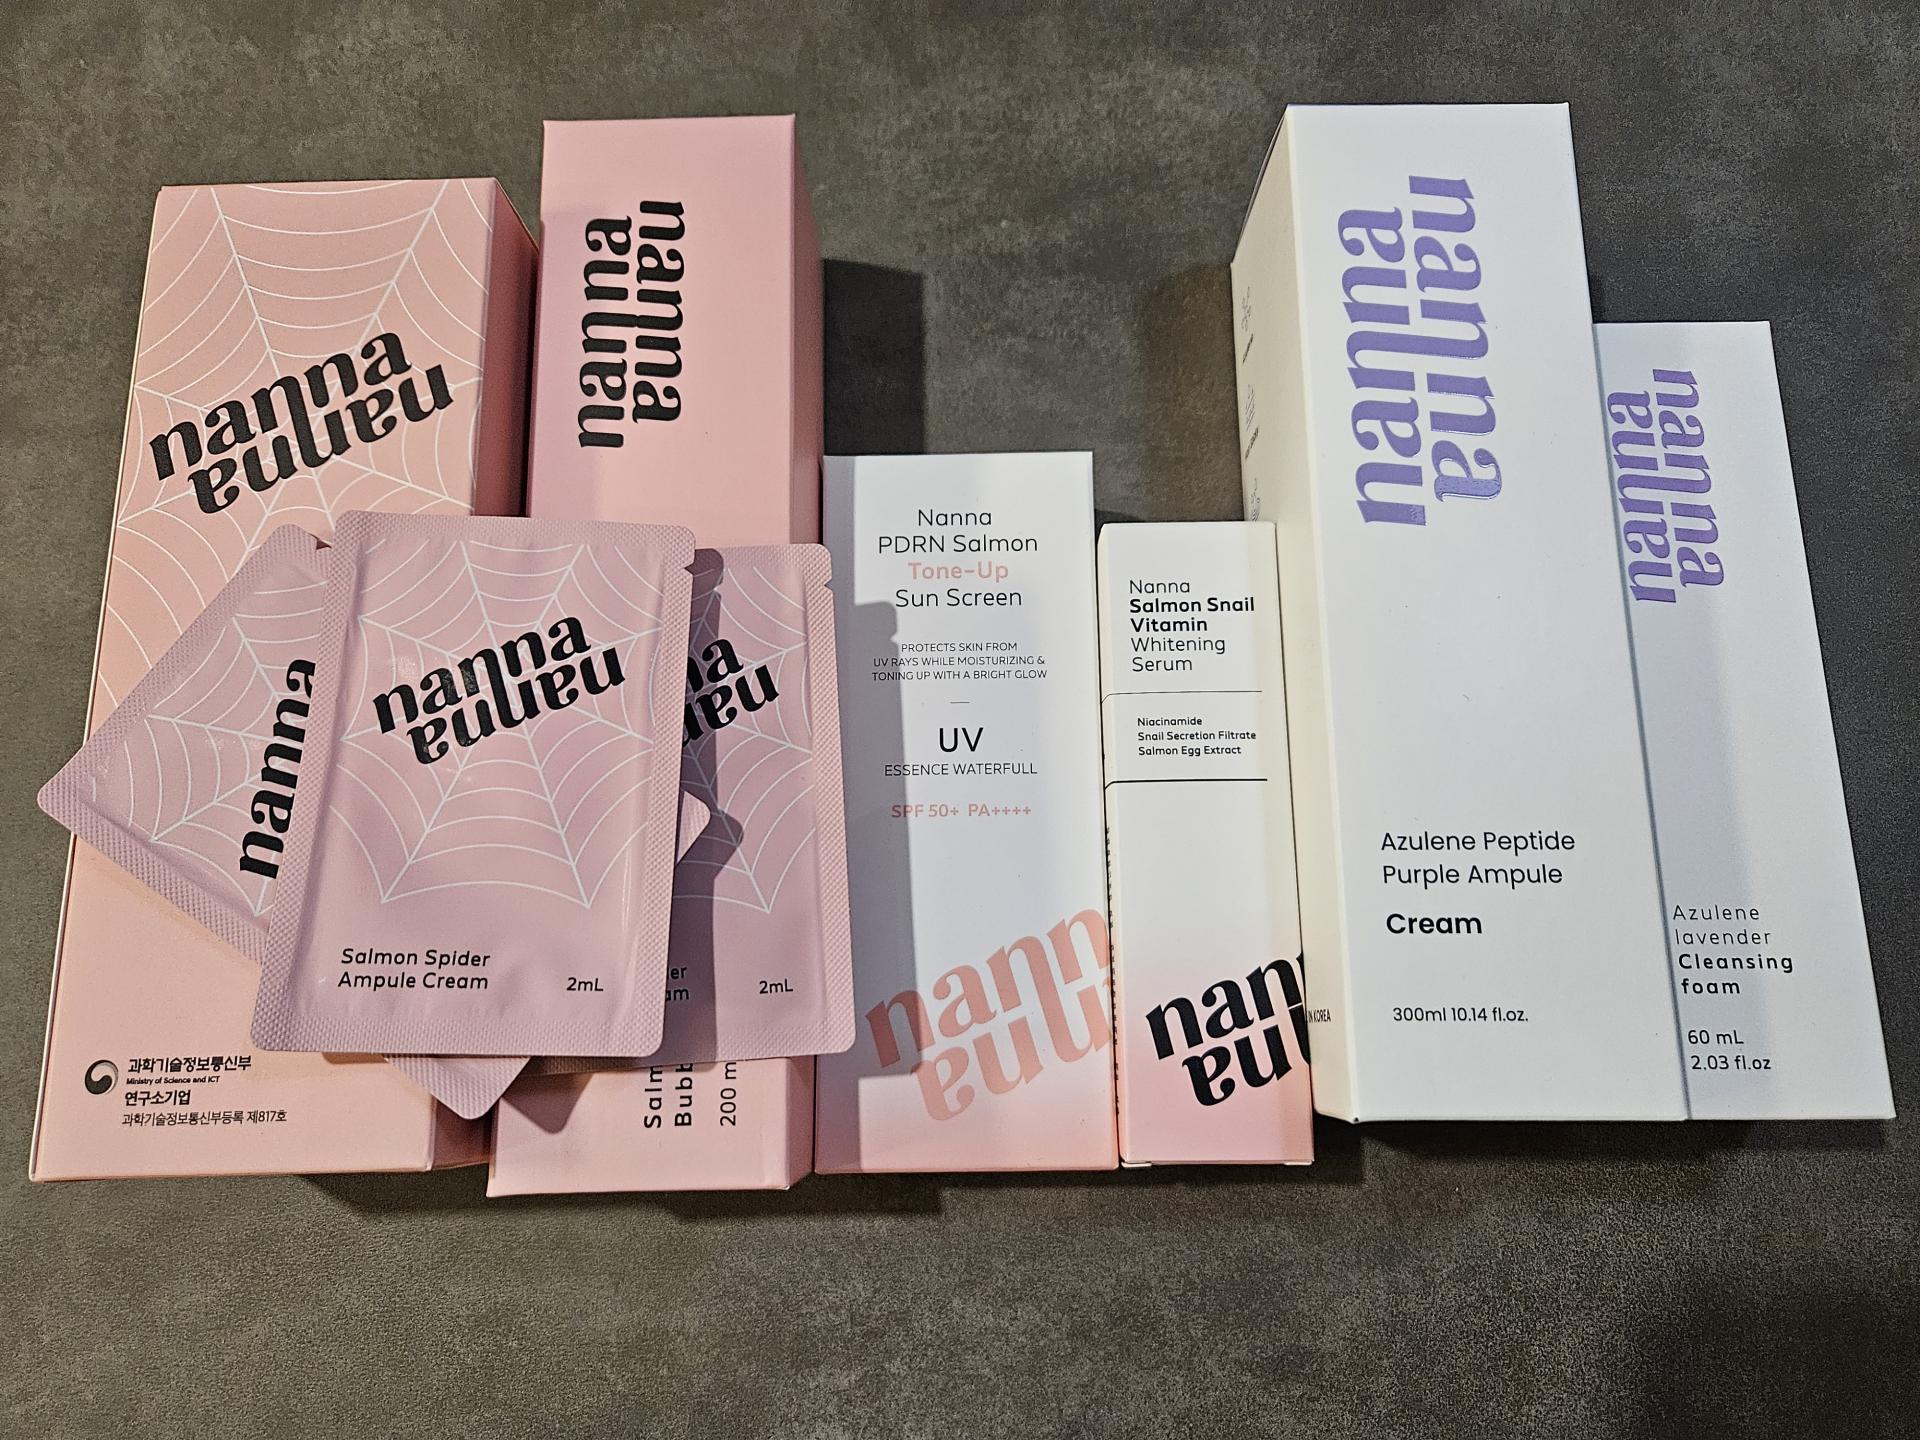 nanna
nanna
과학기술정보통신부
Ministry of Science and ICT
연구소기업
과학기술정보통신부등록 제817호
nanna
nanna
nanna
Salmon Spider
Ampule Cream
2mL
2mL
nanna
nanna
200
Nanna
PDRN Salmon
Tone-Up
Sun Screen
PROTECTS SKIN FROM
UV RAYS WHILE MOISTURIZING &
TONING UP WITH A BRIGHT GLOW
UV
ESSENCE WATERFULL
SPF 50+ PA++++
Nanna
Salmon Snail
Vitamin
Whitening
Serum
Niacinamide
Snail Secretion Filtrate
Salmon Egg Extract
nanna
nanna
Azulene Peptide
Purple Ampule
Cream
300ml 10.14 fl.oz.
nanna
nanna
Azulene
lavender
Cleansing
foam
60 mL
2.03 fl.oz